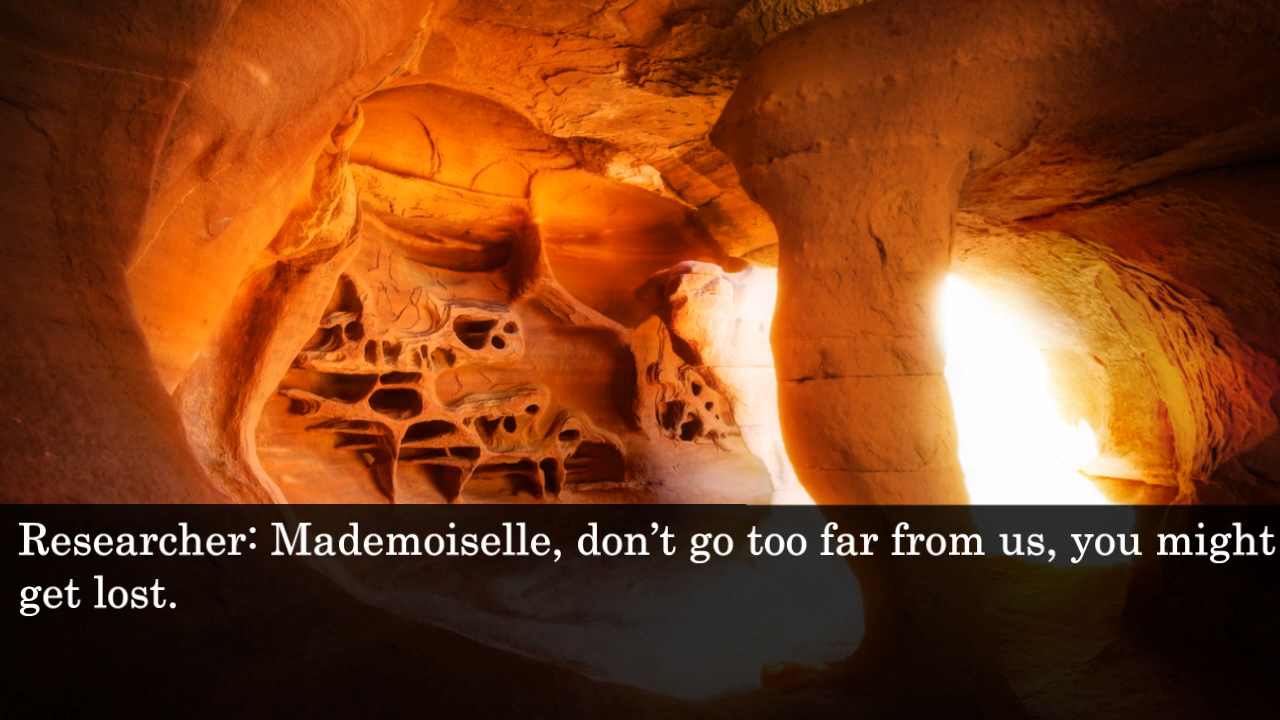 Researcher: Mademoiselle, don’t go too far from us, you might
get lost.